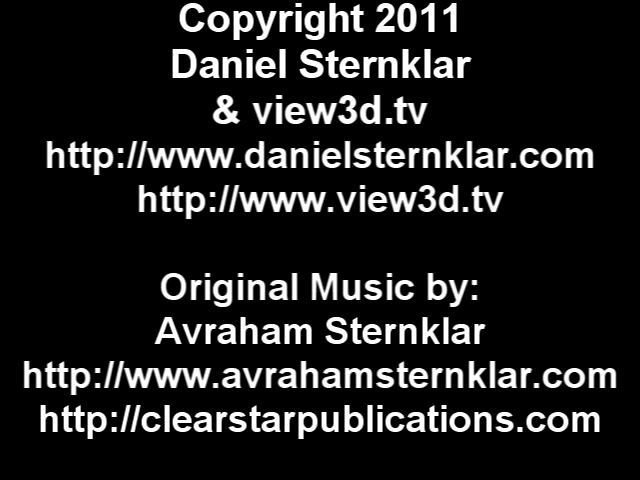 Copyright 2011
Daniel Sternklar
& view3d.tv
http://www.danielsternklar.com
http://www.view3d.tv
Original Music by:
Avraham Sternklar
http://www.avrahamsternklar.com
http://clearstarpublications.com